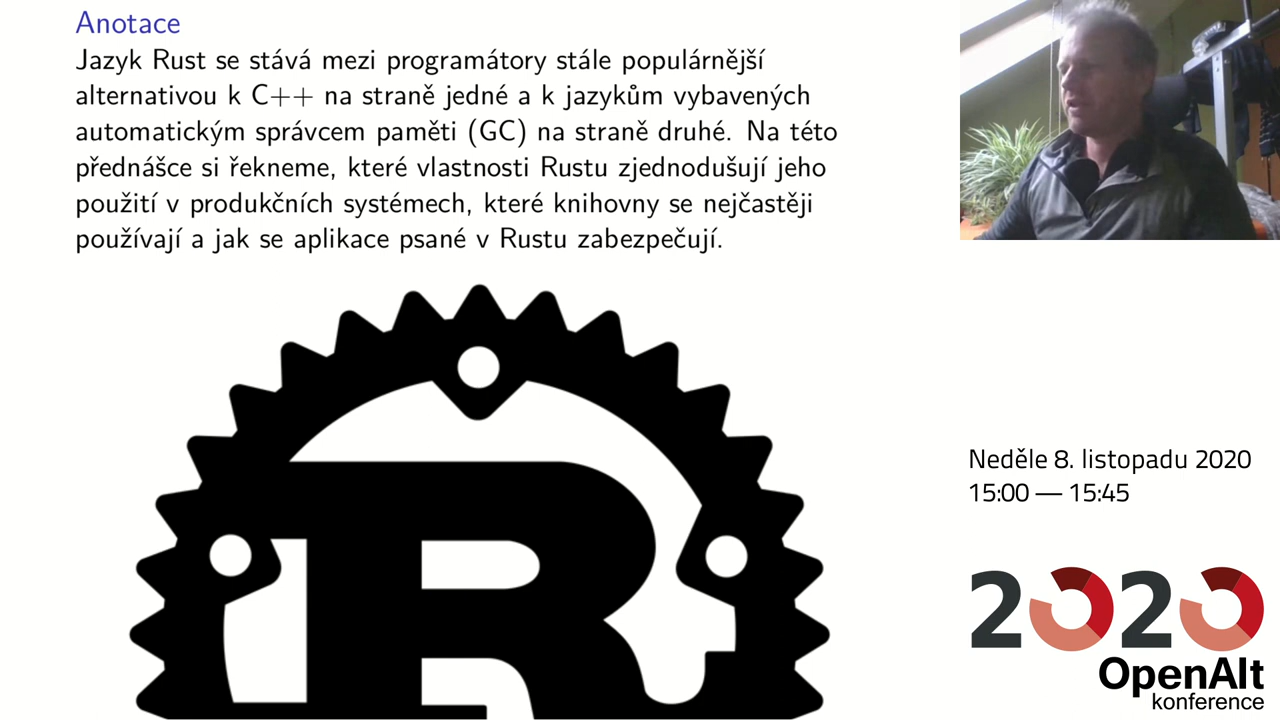 Anotace
Jazyk Rust se stává mezi programátory stále populárnější
alternativou k C++ na straně jedné a k jazykům vybavených
automatickým správcem paměti (GC) na straně druhé. Na této
přednášce si řekneme, které vlastnosti Rustu zjednodušují jeho
použití v produkčních systémech, které knihovny se nejčastěji
používají a jak se aplikace psané v Rustu zabezpečují.
R
Neděle 8. listopadu 2020
15:00 — 15:45
2020
OpenAlt
konference